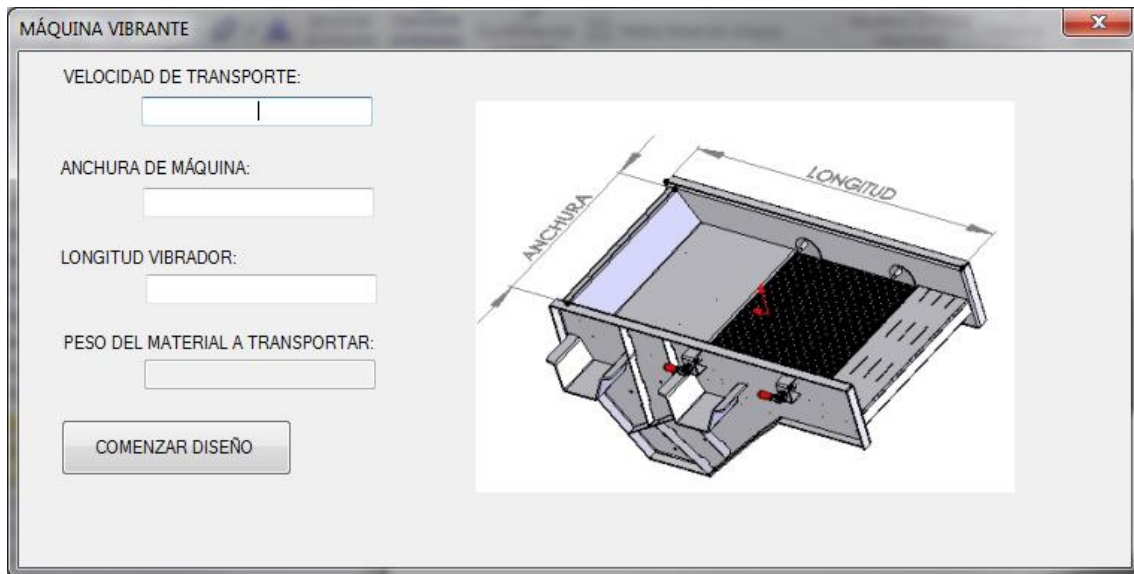 MÁQUINA VIBRANTE
VELOCIDAD DE TRANSPORTE:
ANCHURA DE MÁQUINA:
LONGITUD VIBRADOR:
PESO DEL MATERIAL A TRANSPORTAR:
COMENZAR DISEÑO
ANCHURA
LONGITUD